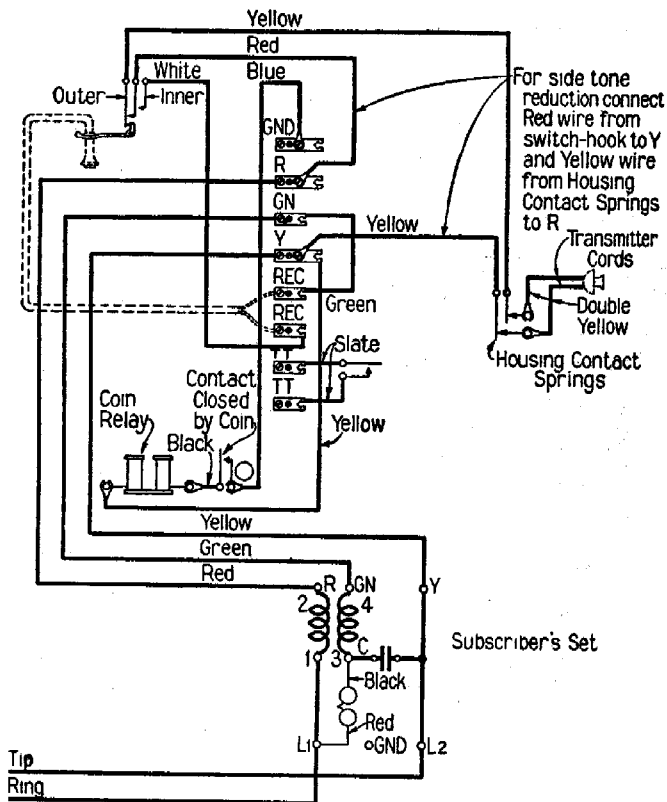 Yellow
Red
White
Blue
Outer
Inner
For side tone
reduction connect
Red wire from
switch-hook to Y
and Yellow wire
from Housing
Contact Springs
to R
GND
R
GN
Y
Yellow
Transmitter
Cords
REC
Green
Double
Yellow
REC
Housing Contact
Springs
TT
Slate
TT
Coin
Relay
Contact
Closed
by Coin
Black
Yellow
Yellow
Green
Red
R
GN
Y
2
4
1
3
C
Subscriber's Set
Black
Red
L1
GND
L2
Tip
Ring